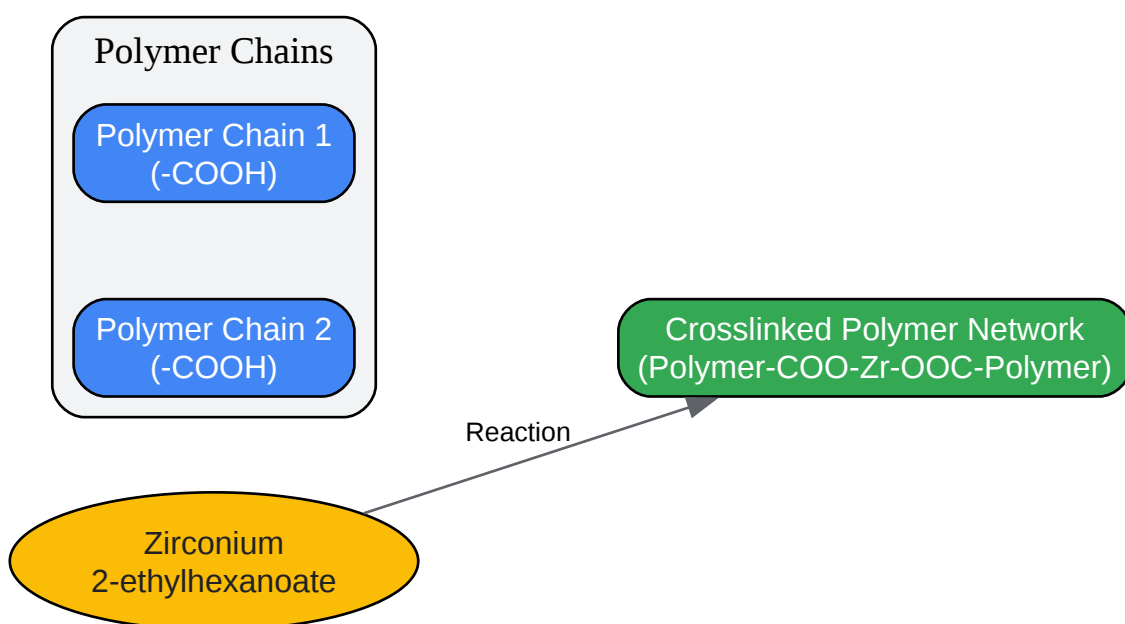 Polymer Chains
Polymer Chain 1
(-COOH)
Polymer Chain 2
(-COOH)
Crosslinked Polymer Network
(Polymer-COO-Zr-OOC-Polymer)
Reaction
Zirconium
2-ethylhexanoate